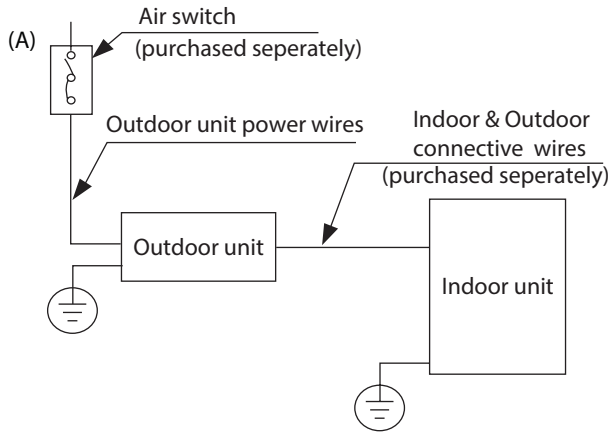 (A)
Air switch
(purchased seperately)
Outdoor unit power wires
Indoor & Outdoor
connective wires
(purchased seperately)
Outdoor unit
Indoor unit